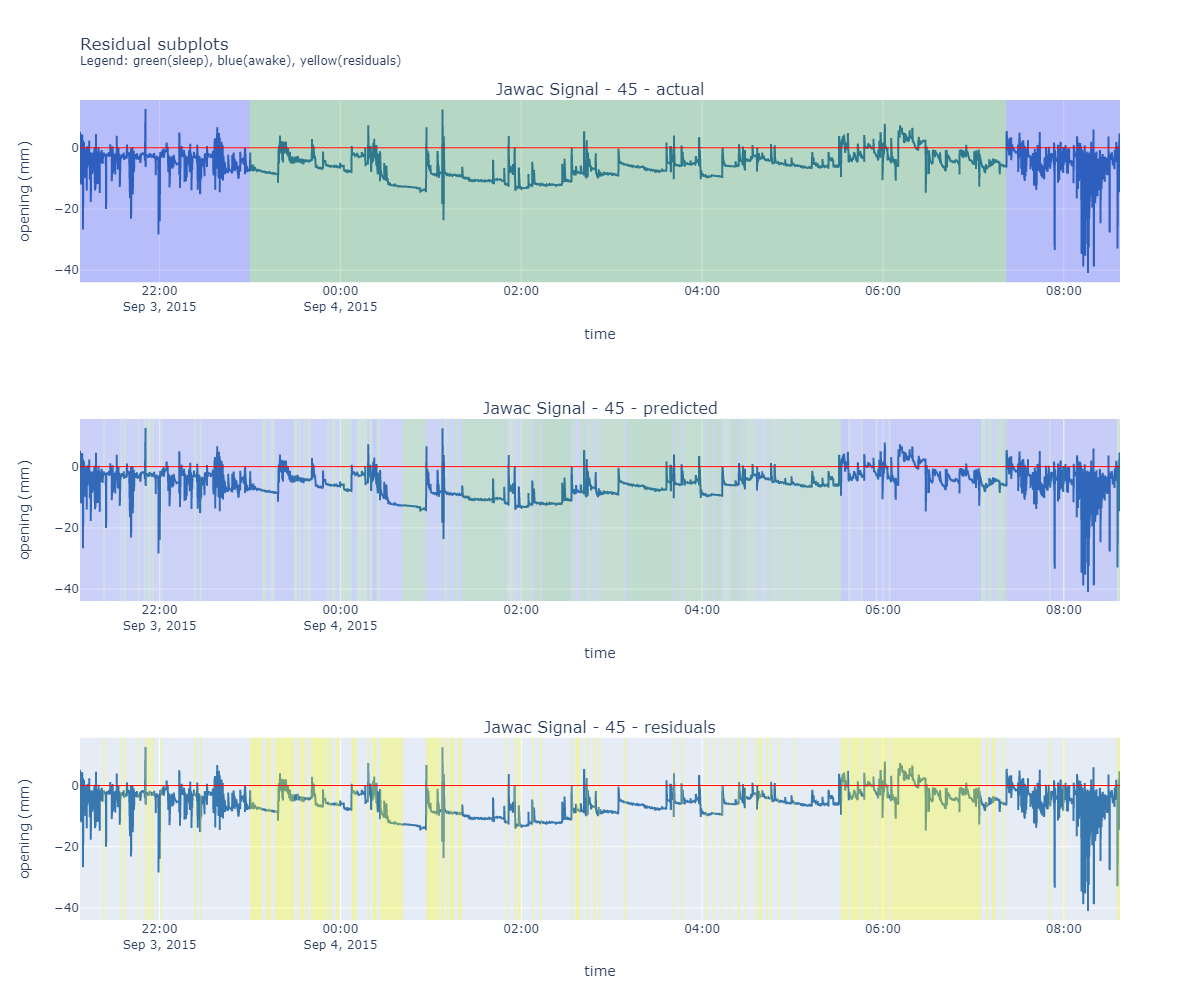 Residual subplots
Legend: green(sleep), blue(awake), yellow(residuals)
Jawac Signal - 45 - actual
opening (mm)
0
−20
−40
22:00 00:00 02:00 04:00 06:00 08:00
Sep 3, 2015 Sep 4, 2015
time
Jawac Signal - 45 - predicted
opening (mm)
0
−20
−40
22:00 00:00 02:00 04:00 06:00 08:00
Sep 3, 2015 Sep 4, 2015
time
Jawac Signal - 45 - residuals
opening (mm)
0
−20
−40
22:00 00:00 02:00 04:00 06:00 08:00
Sep 3, 2015 Sep 4, 2015
time